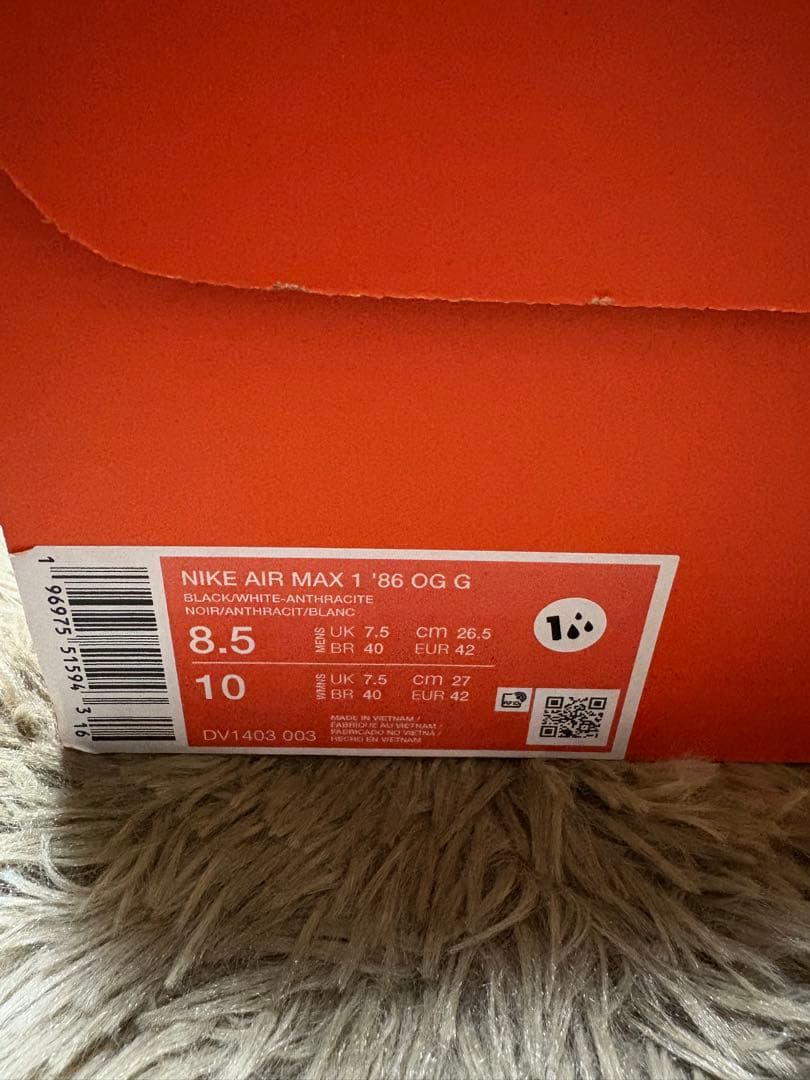 NIKE AIR MAX 1 '86 OG G
BLACK/WHITE-ANTHRACITE
NOIR/ANTHRACIT/BLANC
8.5 MENS UK 7.5 cm 26.5
BR 40 EUR 42
10 WMNS UK 7.5 cm 27
BR 40 EUR 42
DV1403 003
MADE IN VIETNAM /
FABRIQUE AU VIETNAM /
FABRICADO NO VIETNÃ /
HECHO EN VIETNAM
1
RFID
1 96975 51594 3 16